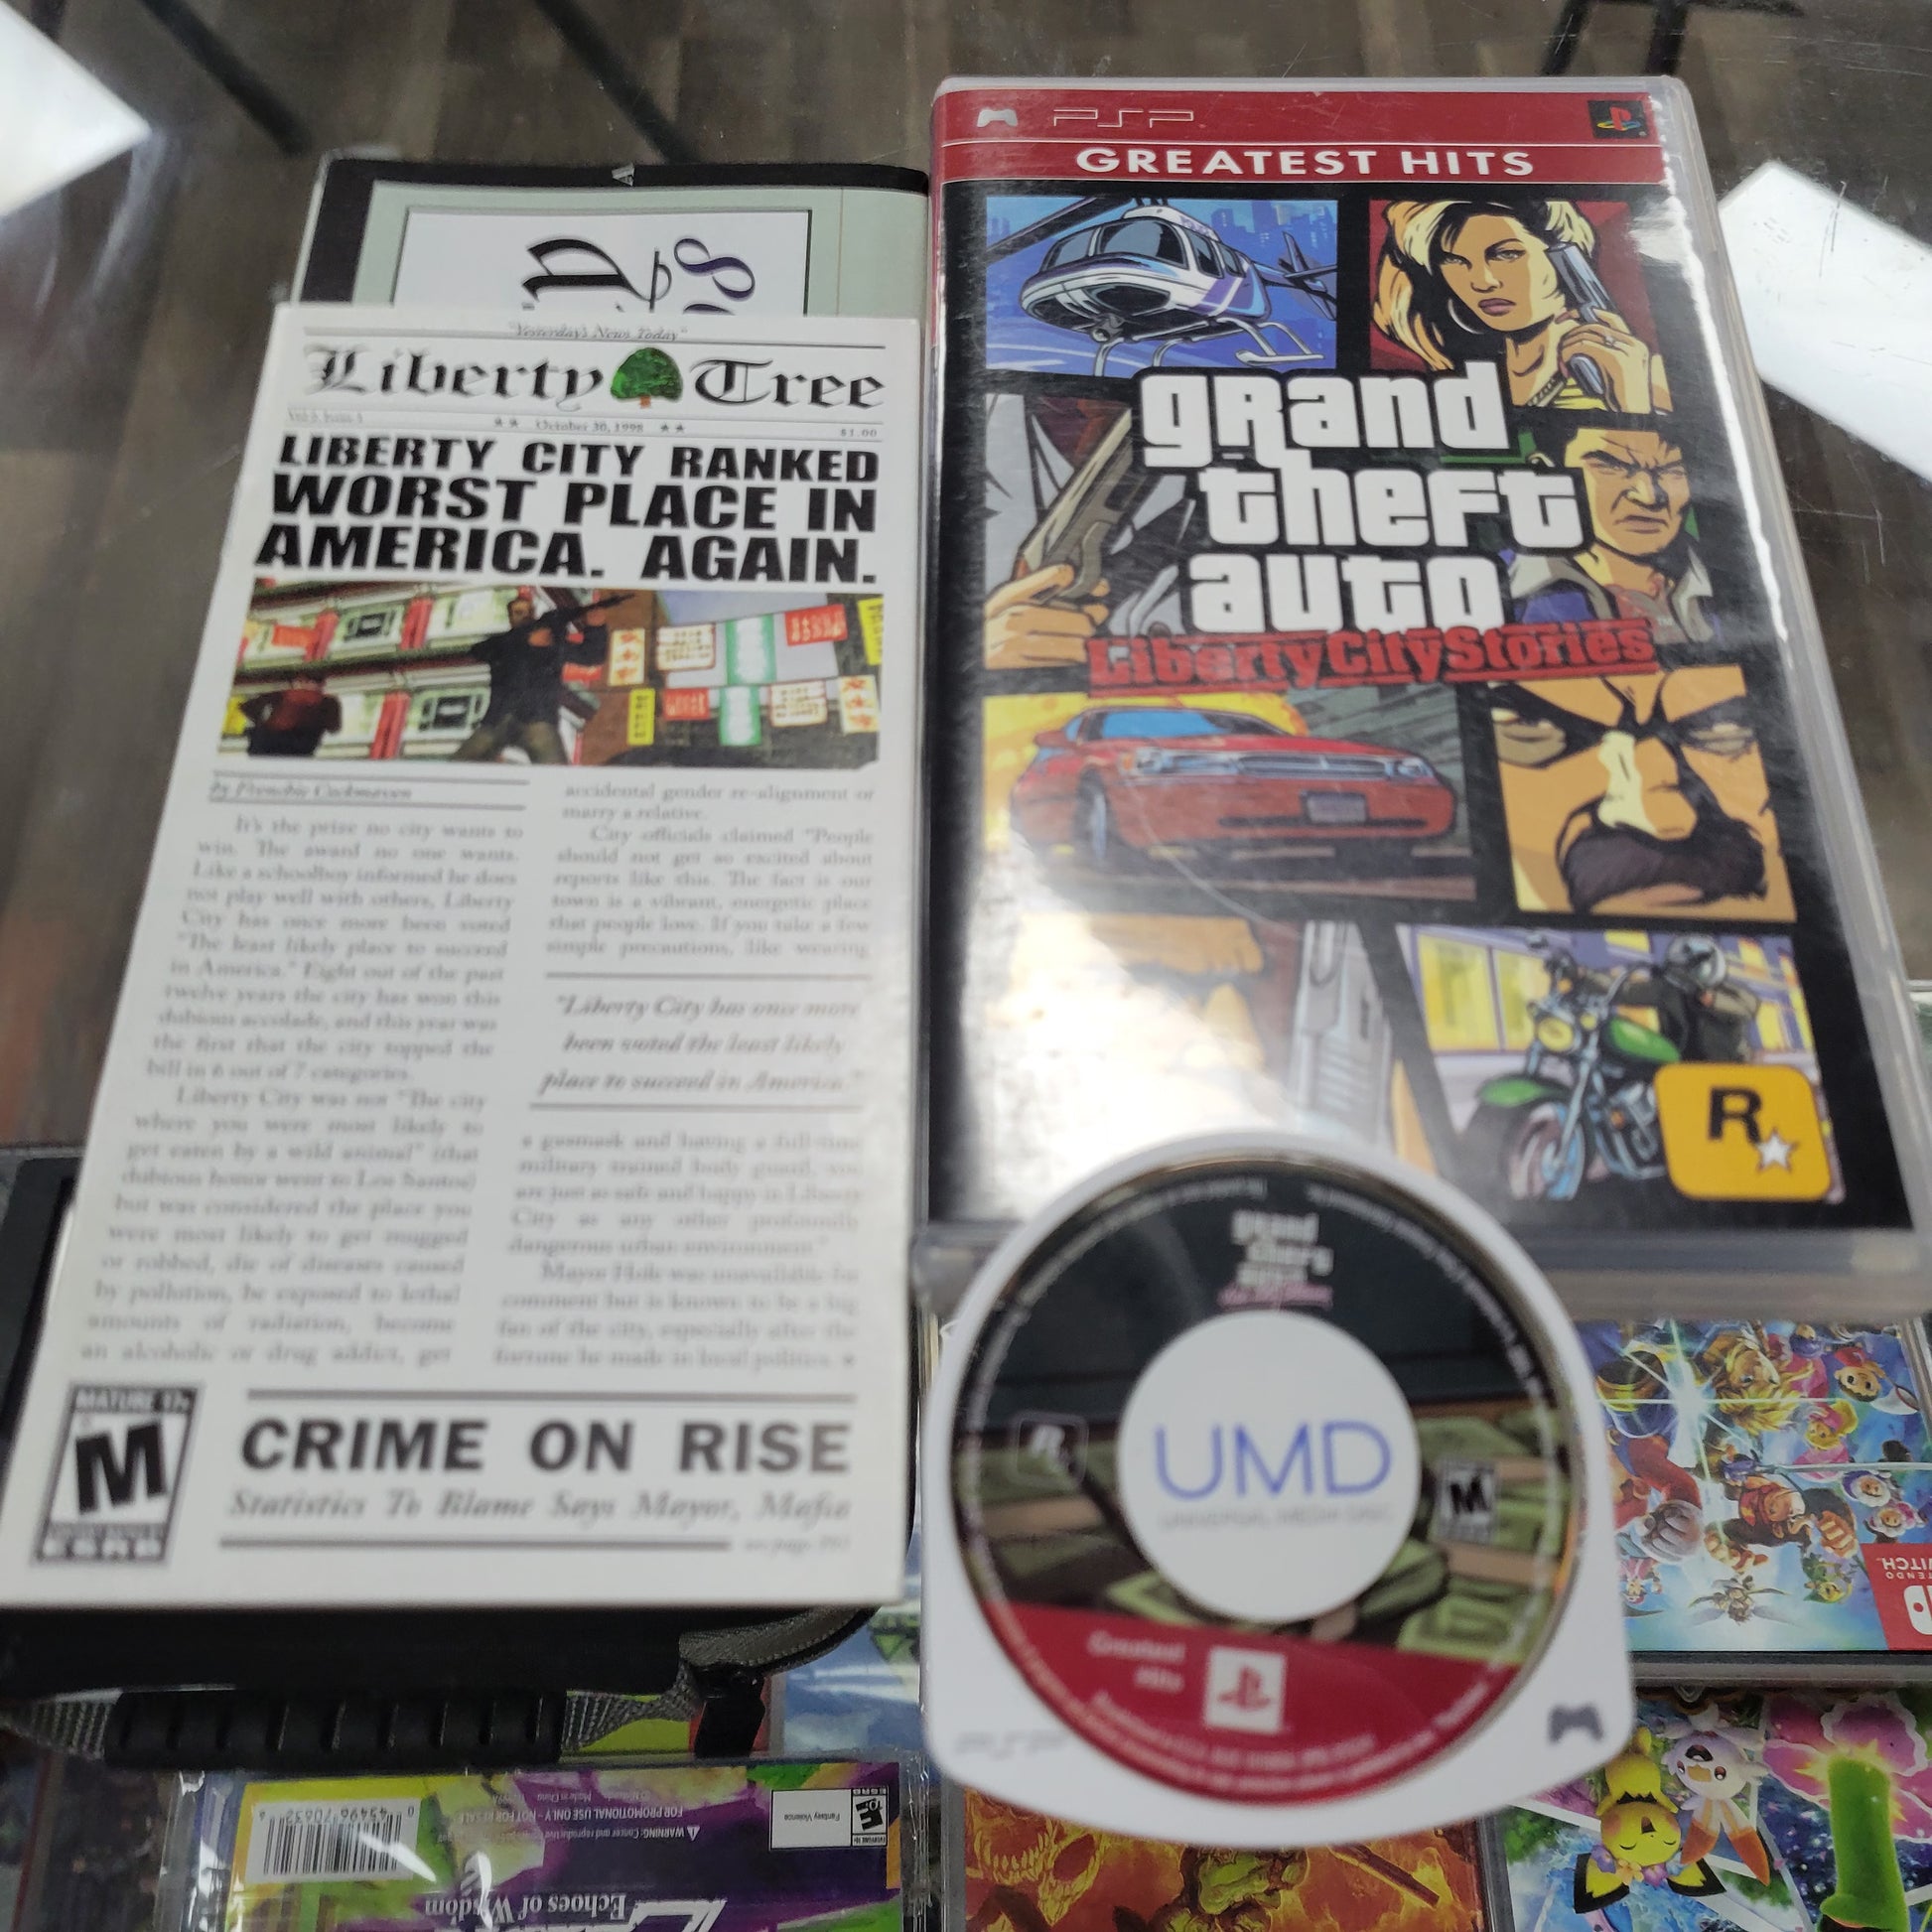 "Yesterday's News Today"
Liberty Tree
October 30, 1998
$1.00
LIBERTY CITY RANKED
WORST PLACE IN
AMERICA. AGAIN.
It's the prize no city wants to
win. The award no one wants.
Like a schoolboy informed he does
not play well with others, Liberty
City has once more been voted
"The least likely place to succeed
in America." Eight out of the past
twelve years the city has won this
dubious accolade, and this year was
the first that the city topped the
bill in 6 out of 7 categories.
Liberty City was not "The city
where you were most likely to
get eaten by a wild animal" (that
dubious honor went to Los Santos)
but was considered the place you
were most likely to get mugged
or robbed, die of diseases caused
by pollution, be exposed to lethal
amounts of radiation, become
an alcoholic or drug addict, get
accidental gender re-alignment or
marry a relative.
City officials claimed "People
should not get so excited about
reports like this. The fact is our
town is a vibrant, energetic place
that people love. If you take a few
simple precautions, like wearing
"Liberty City has once more
been voted the least likely
place to succeed in America."
a gasmask and having a full-time
military trained body guard, you
are just as safe and happy in Liberty
City as any other profoundly
dangerous urban environment."
Mayor Hole was unavailable for
comment but is known to be a big
fan of the city, especially after the
fortune he made in local politics.
MATURE 17+
M
ESRB
CRIME ON RISE
Statistics To Blame Says Mayor, Mafia
PSP
GREATEST HITS
grand
theft
auto
Liberty City Stories
R
grand
theft
auto
UMD
UNIVERSAL MEDIA DISC
M
Greatest
Hits
PSP
NINTENDO
SWITCH
FOR PROMOTIONAL USE ONLY - NOT FOR RESALE
Fantasy Violence
Echoes of Wisdom